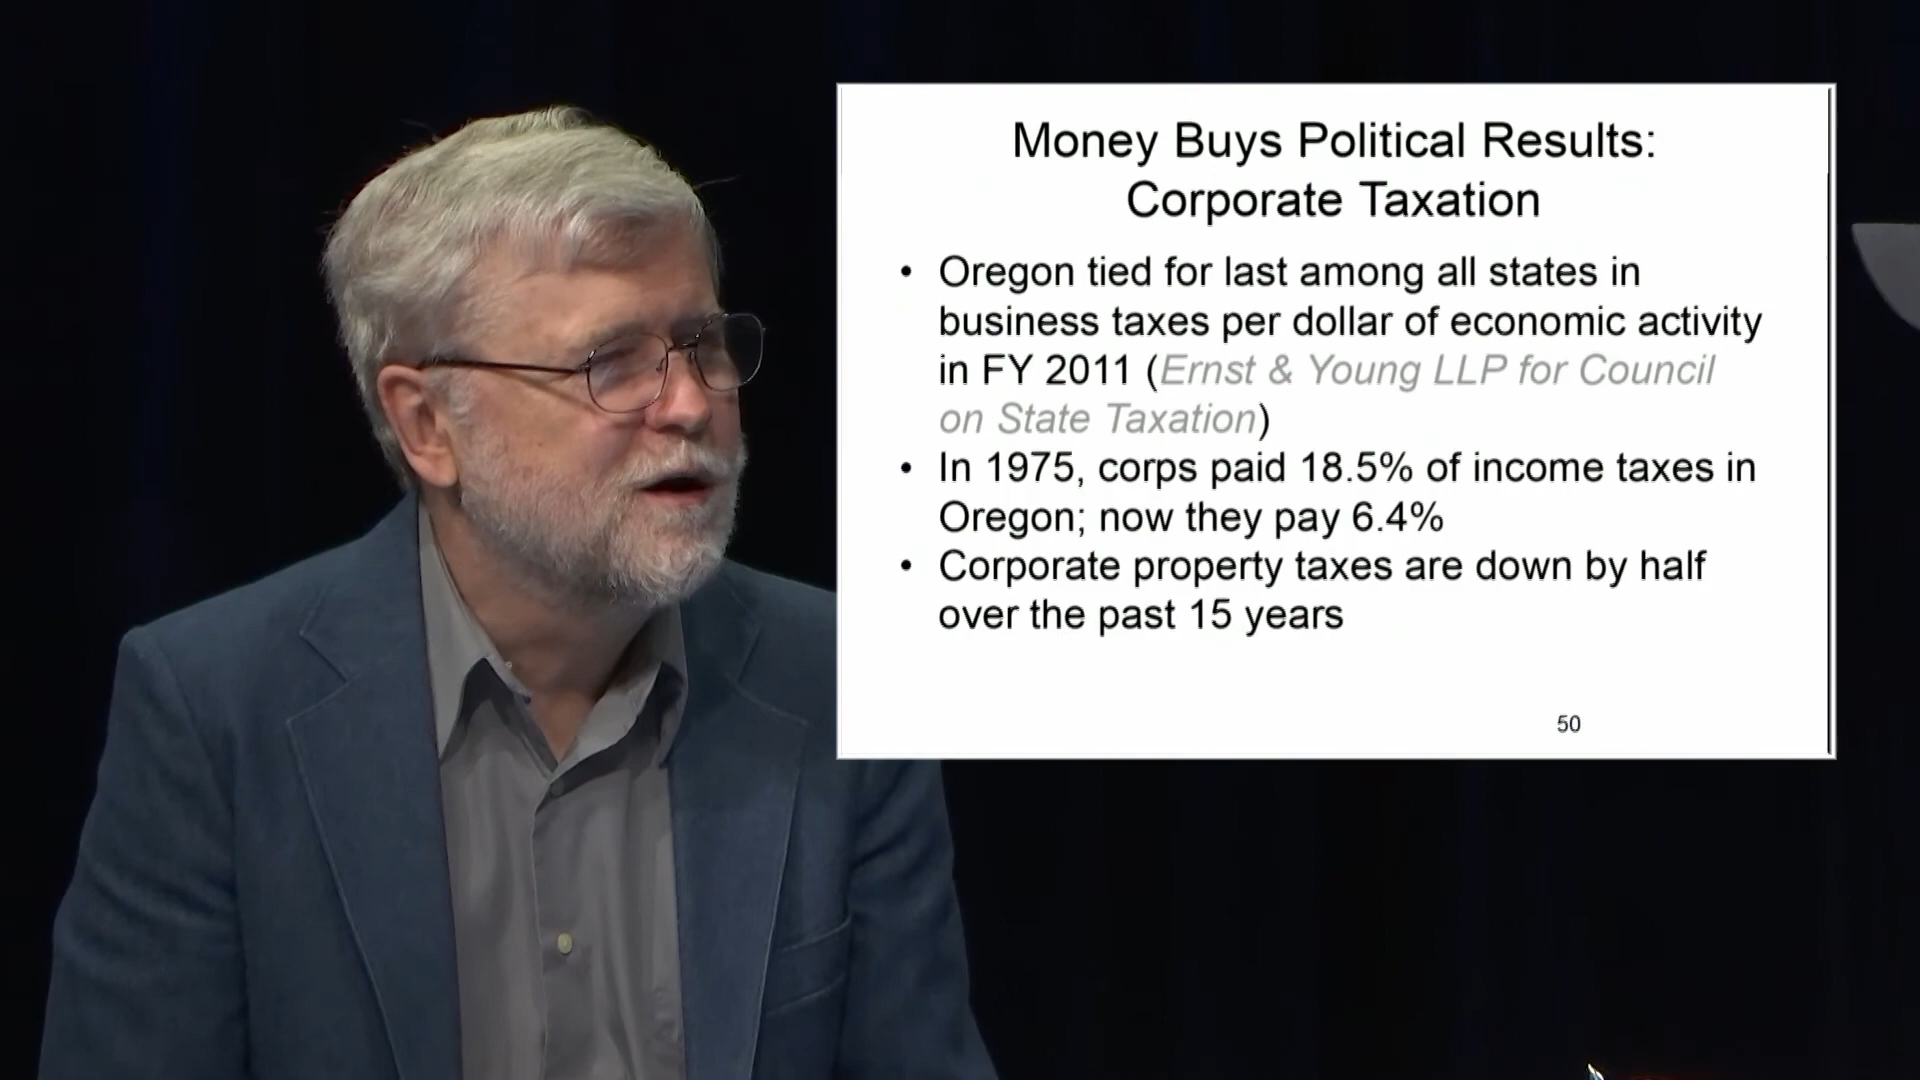 Money Buys Political Results:
Corporate Taxation
• Oregon tied for last among all states in
business taxes per dollar of economic activity
in FY 2011 (Ernst & Young LLP for Council
on State Taxation)
• In 1975, corps paid 18.5% of income taxes in
Oregon; now they pay 6.4%
• Corporate property taxes are down by half
over the past 15 years
50